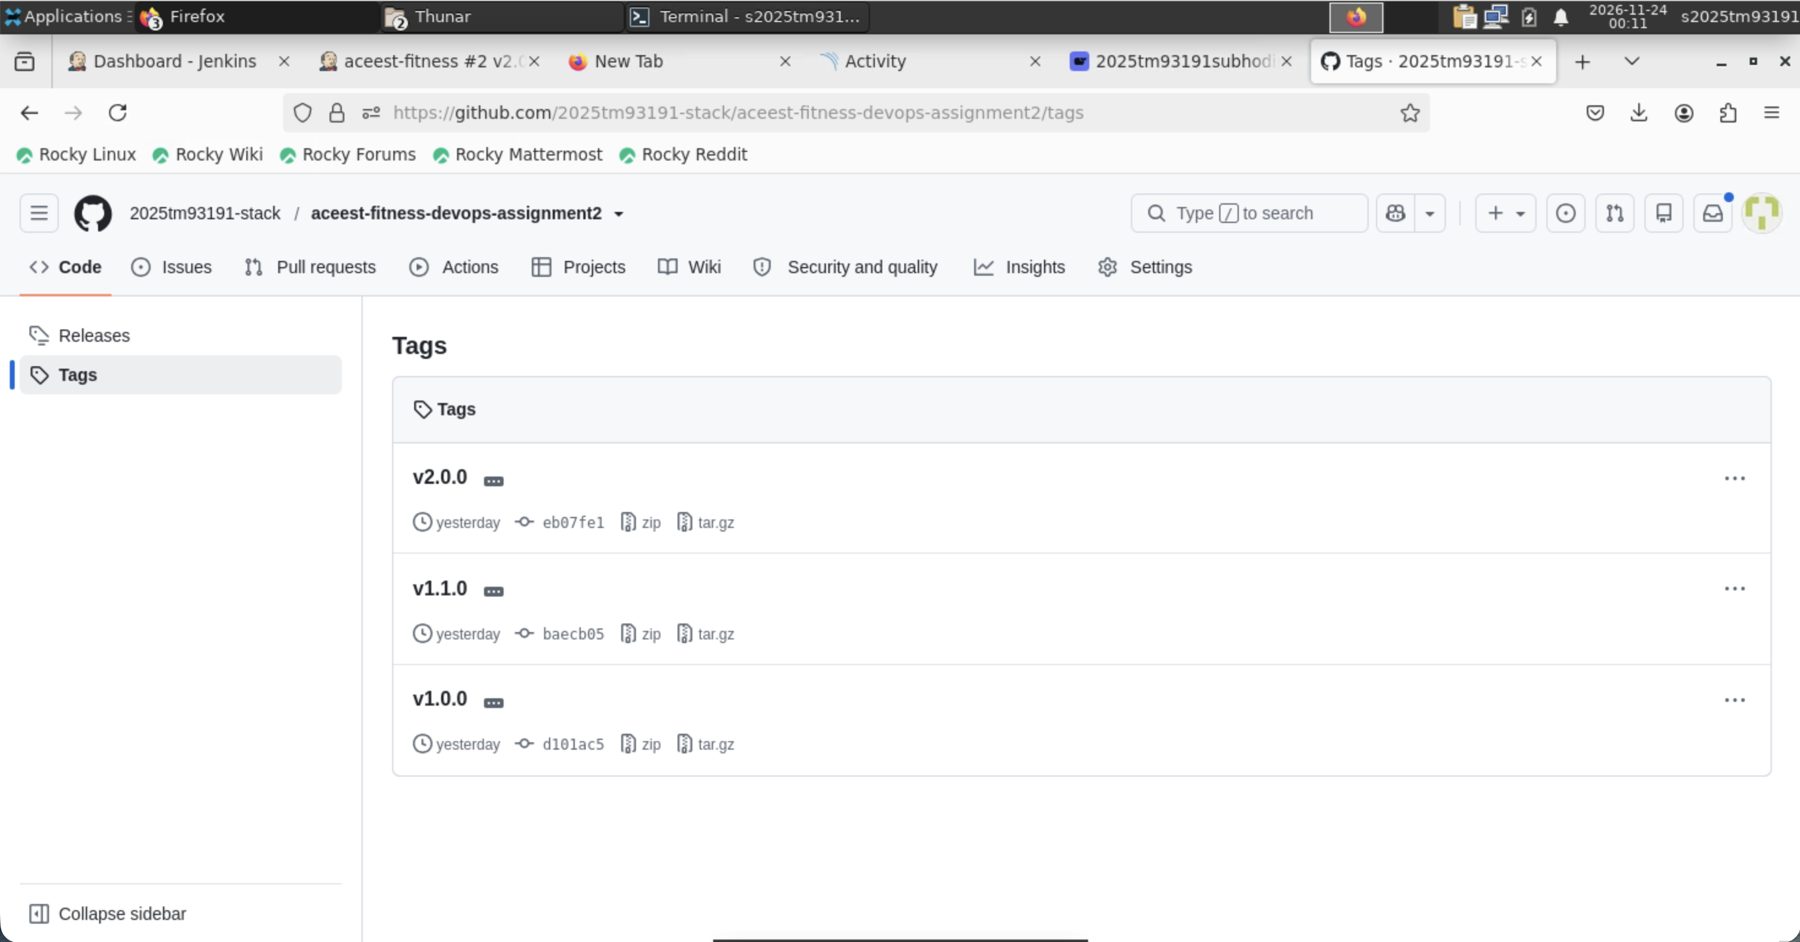 Applications
3 Firefox
2 Thunar
Terminal - s2025tm931...
2026-11-24
00:11
s2025tm93191
Dashboard - Jenkins
aceest-fitness #2 v2.0
New Tab
Activity
2025tm93191subhodi
Tags · 2025tm93191-s
https://github.com/2025tm93191-stack/aceest-fitness-devops-assignment2/tags
Rocky Linux Rocky Wiki Rocky Forums Rocky Mattermost Rocky Reddit
2025tm93191-stack / aceest-fitness-devops-assignment2
Type / to search
Code Issues Pull requests Actions Projects Wiki Security and quality Insights Settings
Releases
Tags
Tags
Tags
v2.0.0
yesterday eb07fe1 zip tar.gz
v1.1.0
yesterday baecb05 zip tar.gz
v1.0.0
yesterday d101ac5 zip tar.gz
Collapse sidebar